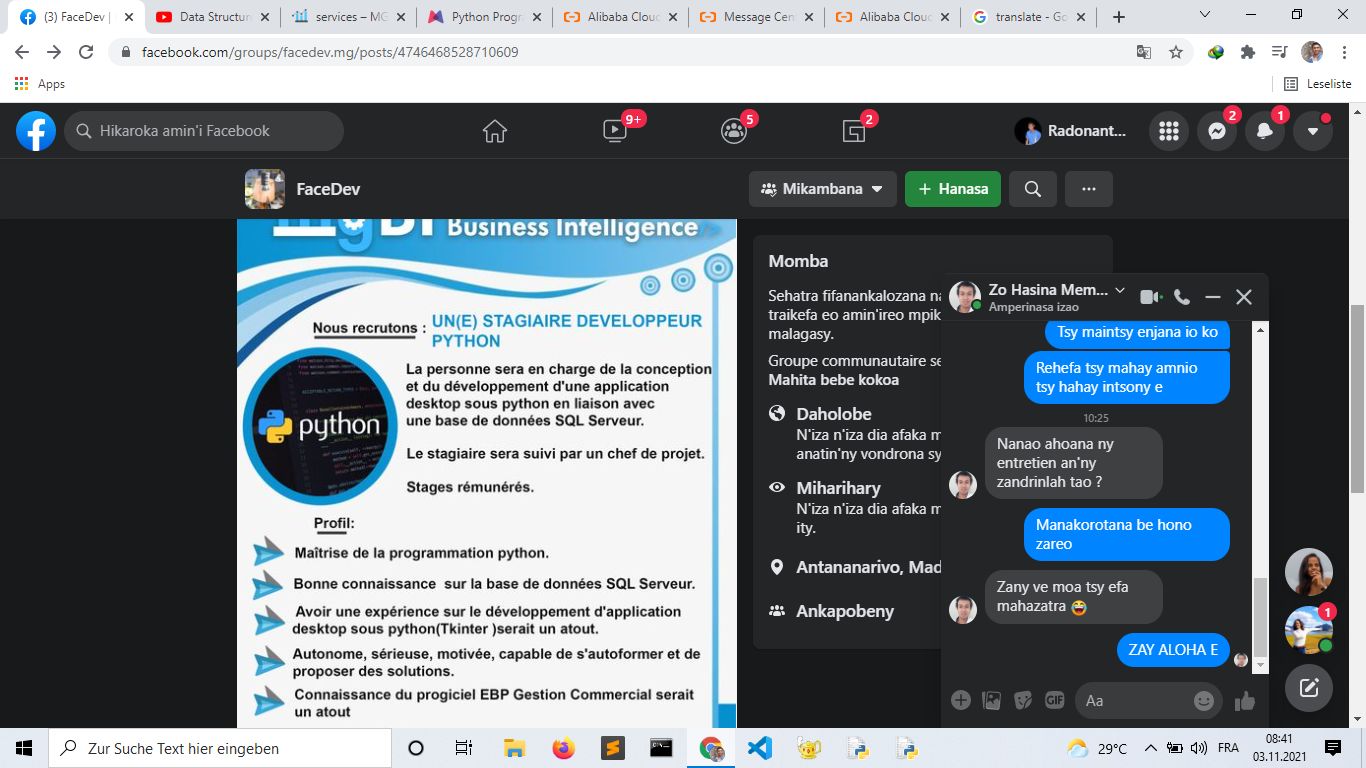 (3) FaceDev |
Data Structur
services – MG
Python Progr
Alibaba Cloud
Message Cen
Alibaba Cloud
translate - Go
facebook.com/groups/facedev.mg/posts/4746468528710609
Apps
Leseliste
Hikaroka amin'i Facebook
9+
5
2
Radonant...
2
1
FaceDev
Mikambana
+ Hanasa
Business Intelligence
Nous recrutons :
UN(E) STAGIAIRE DEVELOPPEUR
PYTHON
La personne sera en charge de la conception
et du développement d'une application
desktop sous python en liaison avec
une base de données SQL Serveur.
python
Le stagiaire sera suivi par un chef de projet.
Stages rémunérés.
Profil:
Maîtrise de la programmation python.
Bonne connaissance sur la base de données SQL Serveur.
Avoir une expérience sur le développement d'application
desktop sous python(Tkinter )serait un atout.
Autonome, sérieuse, motivée, capable de s'autoformer et de
proposer des solutions.
Connaissance du progiciel EBP Gestion Commercial serait
un atout
Momba
Sehatra fifanankalozana na
traikefa eo amin'ireo mpik
malagasy.
Groupe communautaire se
Mahita bebe kokoa
Daholobe
N'iza n'iza dia afaka m
anatin'ny vondrona sy
Miharihary
N'iza n'iza dia afaka m
ity.
Antananarivo, Mad
Ankapobeny
Zo Hasina Mem...
Amperinasa izao
Tsy maintsy enjana io ko
Rehefa tsy mahay amnio
tsy hahay intsony e
10:25
Nanao ahoana ny
entretien an'ny
zandrinlah tao ?
Manakorotana be hono
zareo
Zany ve moa tsy efa
mahazatra 😂
ZAY ALOHA E
GIF
Aa
1
Zur Suche Text hier eingeben
29°C
FRA
08:41
03.11.2021